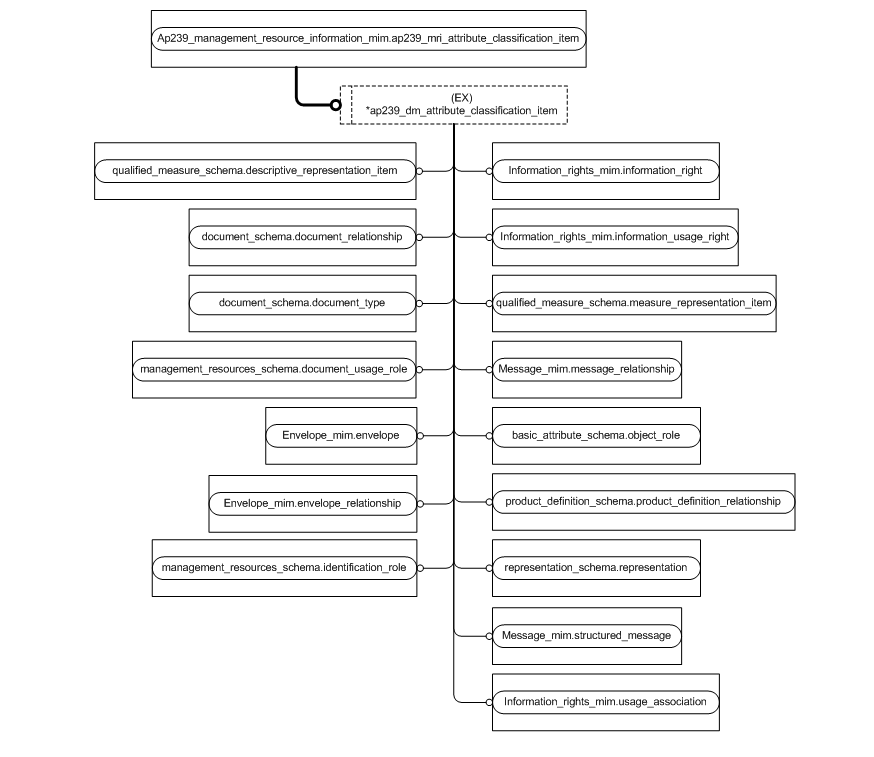 Ap239_management_resource_information_mim.ap239_mri_attribute_classification_item
(EX)
*ap239_dm_attribute_classification_item
qualified_measure_schema.descriptive_representation_item
Information_rights_mim.information_right
document_schema.document_relationship
Information_rights_mim.information_usage_right
document_schema.document_type
qualified_measure_schema.measure_representation_item
management_resources_schema.document_usage_role
Message_mim.message_relationship
Envelope_mim.envelope
basic_attribute_schema.object_role
Envelope_mim.envelope_relationship
product_definition_schema.product_definition_relationship
management_resources_schema.identification_role
representation_schema.representation
Message_mim.structured_message
Information_rights_mim.usage_association